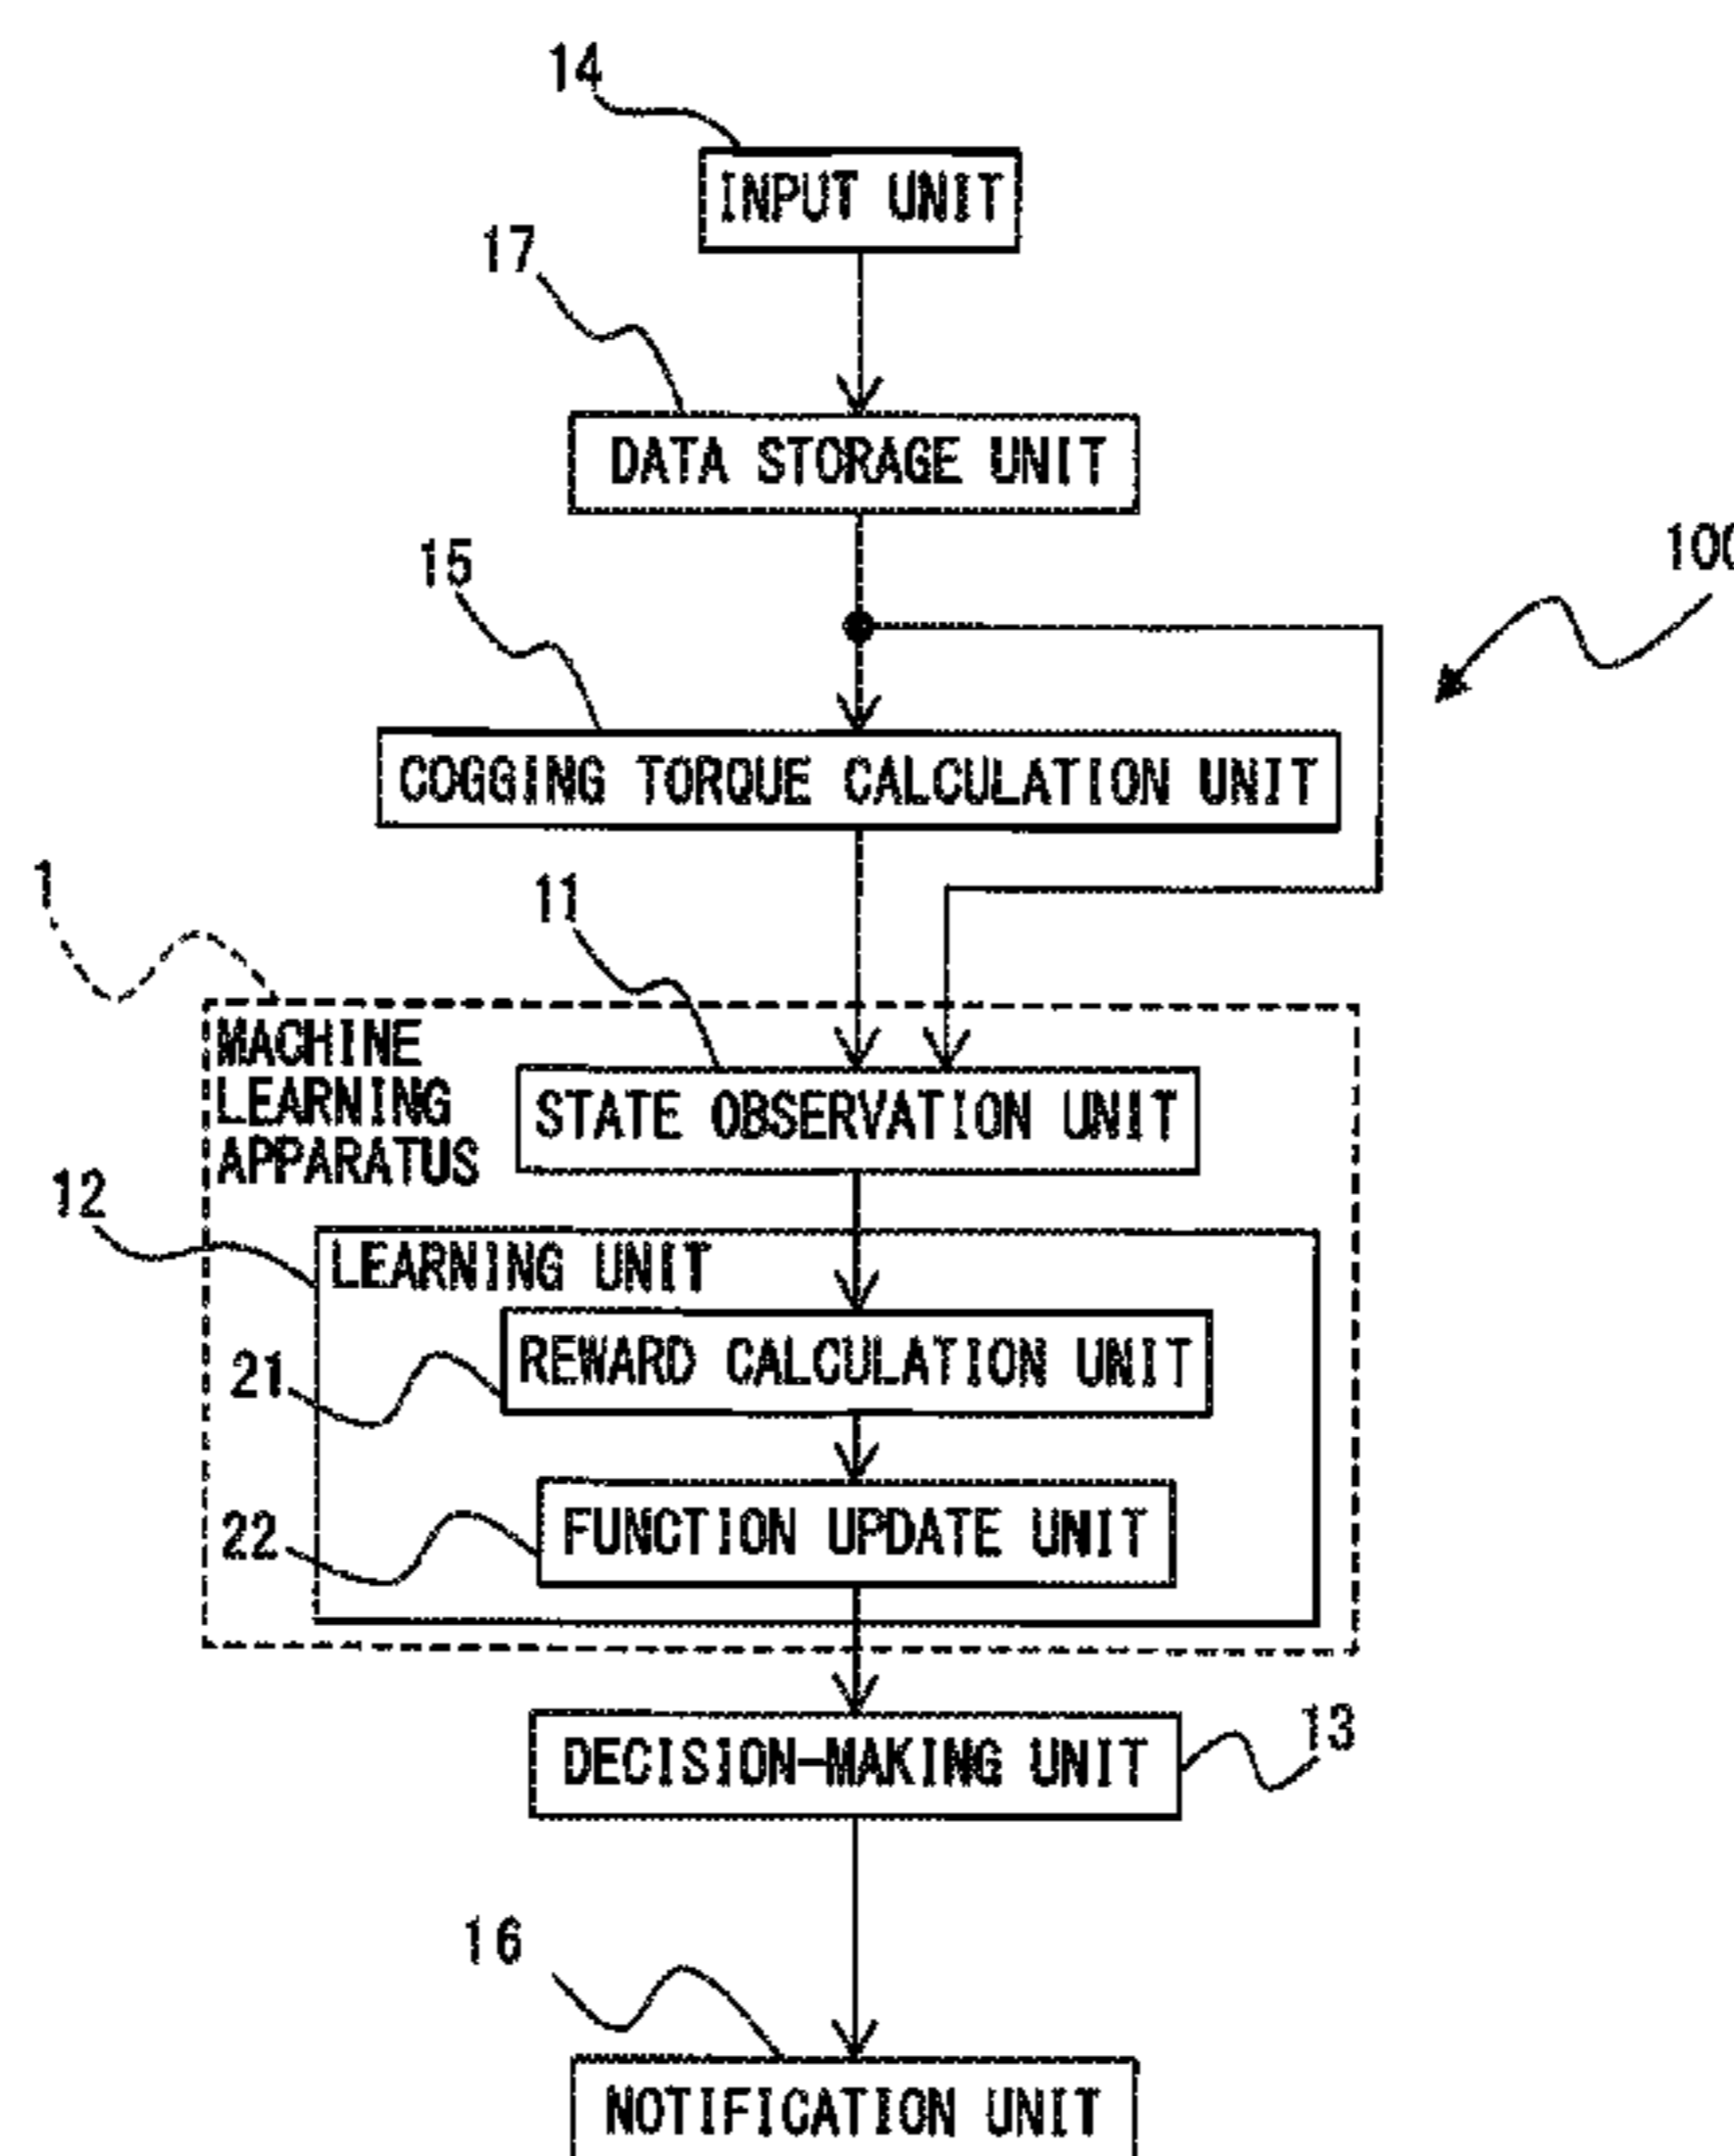 14
INPUT UNIT
17
DATA STORAGE UNIT
15
100
COGGING TORQUE CALCULATION UNIT
1
11
MACHINE
LEARNING
APPARATUS
STATE OBSERVATION UNIT
12
LEARNING UNIT
21
REWARD CALCULATION UNIT
22
FUNCTION UPDATE UNIT
13
DECISION-MAKING UNIT
16
NOTIFICATION UNIT